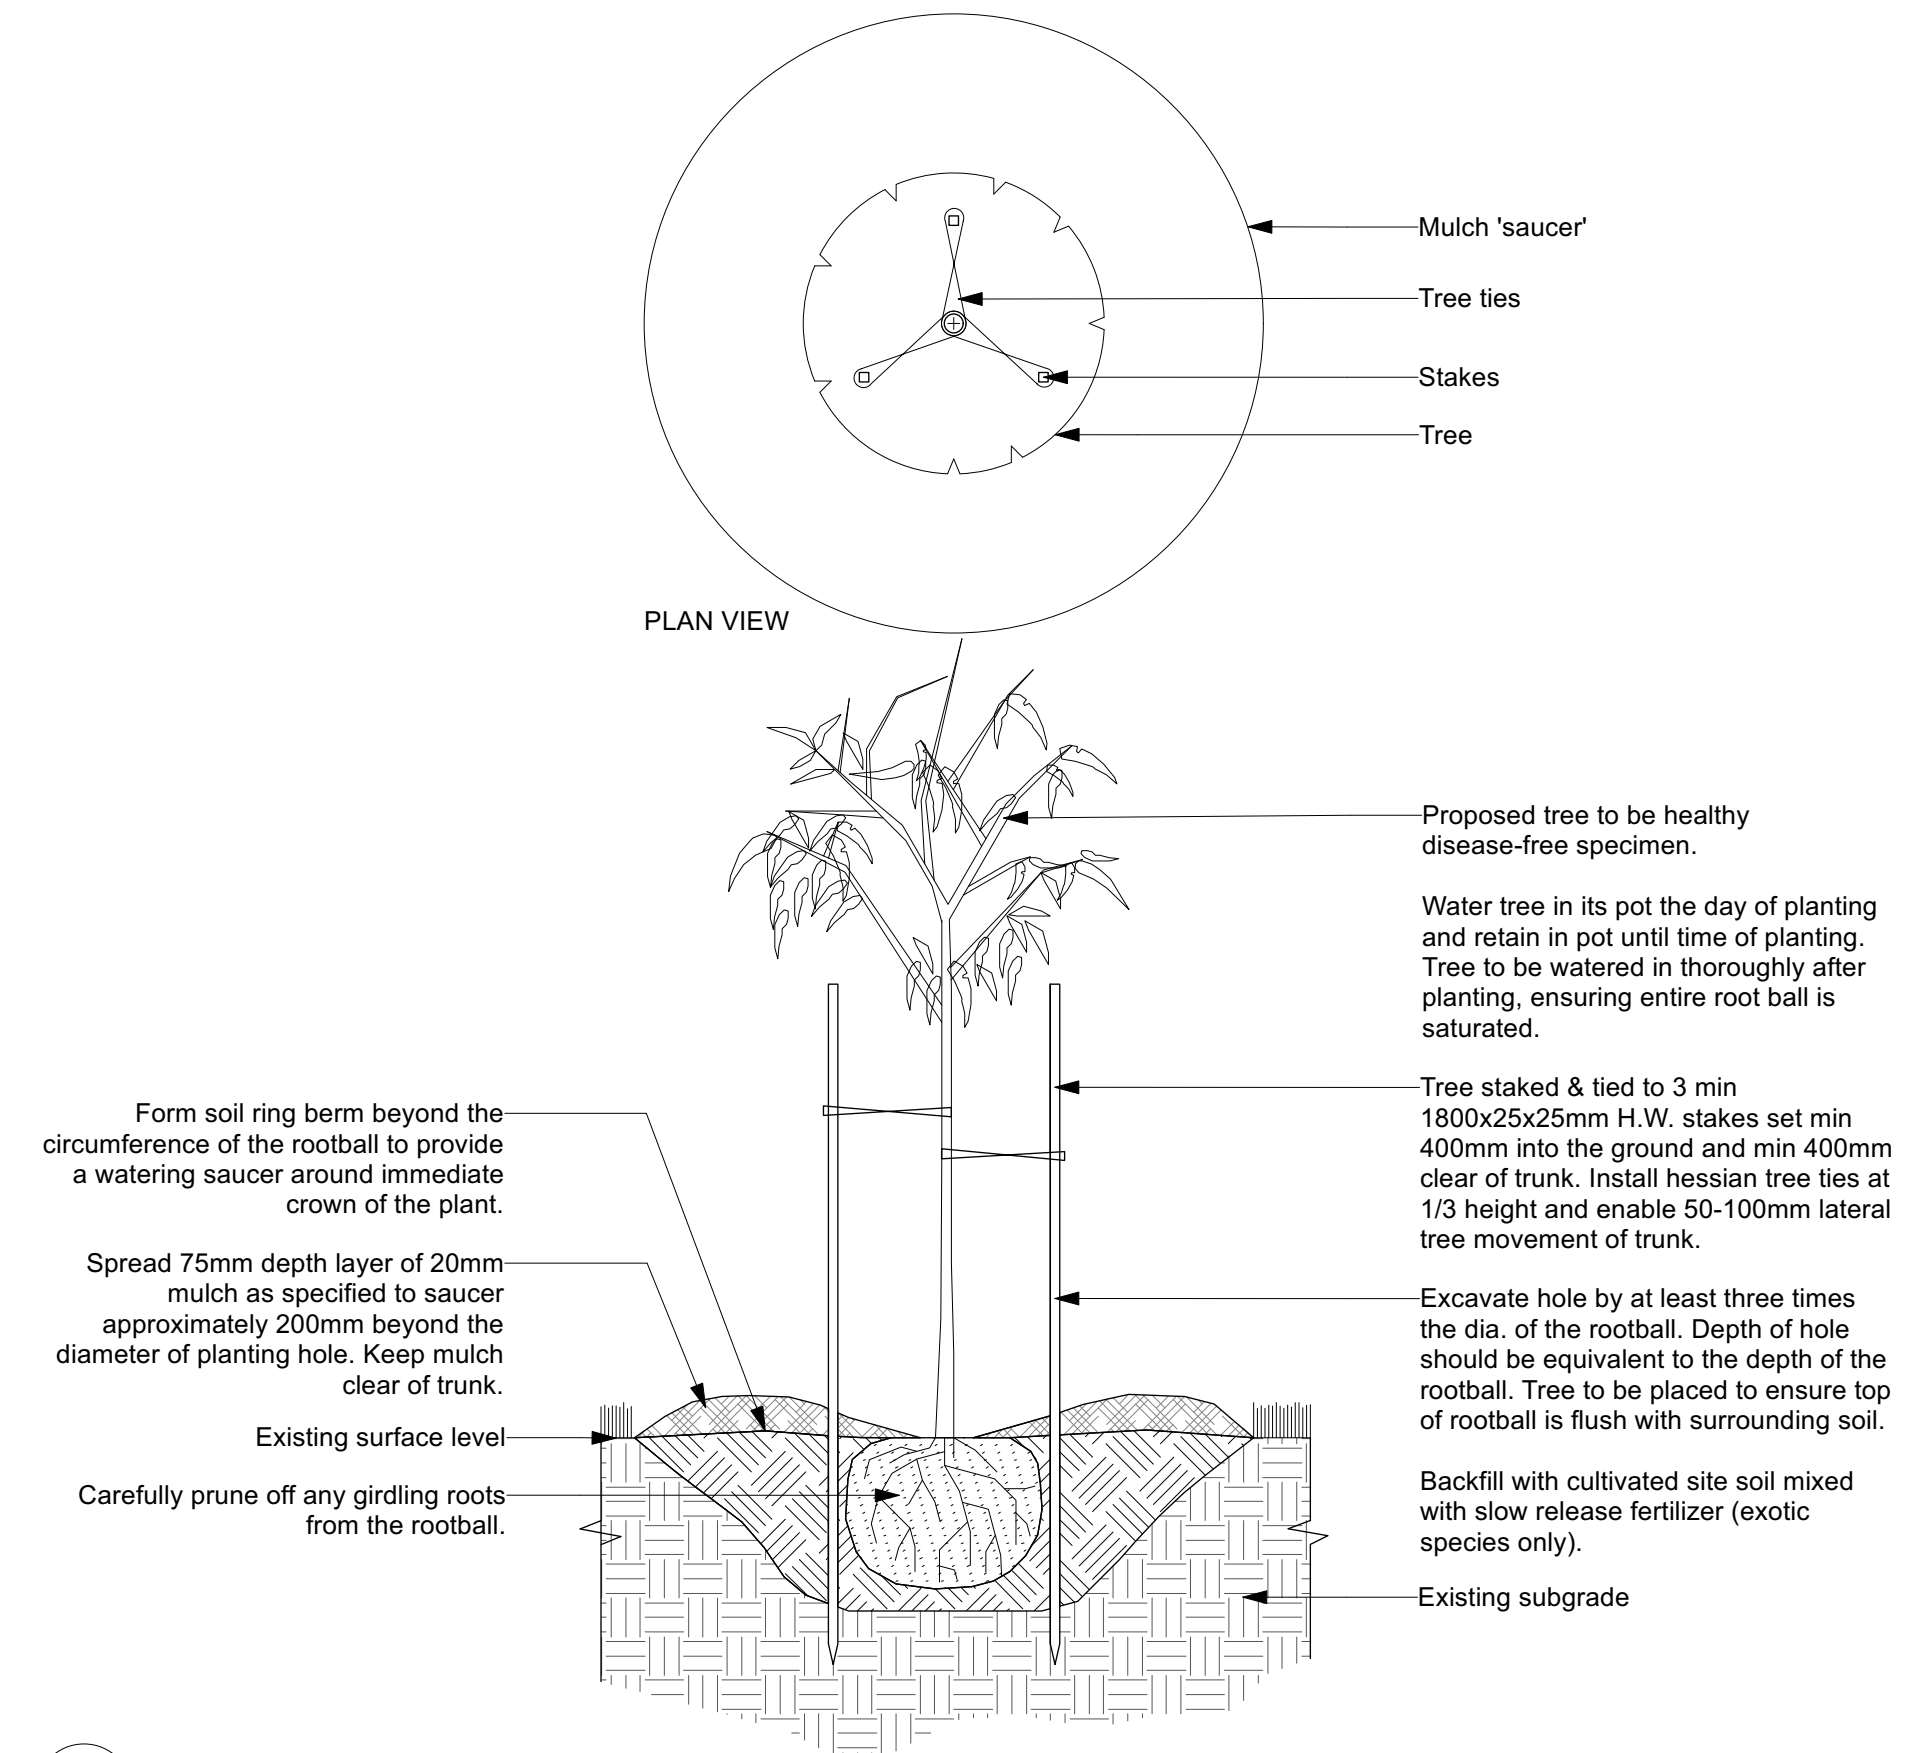 Mulch 'saucer'
Tree ties
Stakes
Tree
PLAN VIEW
Proposed tree to be healthy
disease-free specimen.
Water tree in its pot the day of planting
and retain in pot until time of planting.
Tree to be watered in thoroughly after
planting, ensuring entire root ball is
saturated.
Tree staked & tied to 3 min
1800x25x25mm H.W. stakes set min
400mm into the ground and min 400mm
clear of trunk. Install hessian tree ties at
1/3 height and enable 50-100mm lateral
tree movement of trunk.
Excavate hole by at least three times
the dia. of the rootball. Depth of hole
should be equivalent to the depth of the
rootball. Tree to be placed to ensure top
of rootball is flush with surrounding soil.
Backfill with cultivated site soil mixed
with slow release fertilizer (exotic
species only).
Existing subgrade
Form soil ring berm beyond the
circumference of the rootball to provide
a watering saucer around immediate
crown of the plant.
Spread 75mm depth layer of 20mm
mulch as specified to saucer
approximately 200mm beyond the
diameter of planting hole. Keep mulch
clear of trunk.
Existing surface level
Carefully prune off any girdling roots
from the rootball.